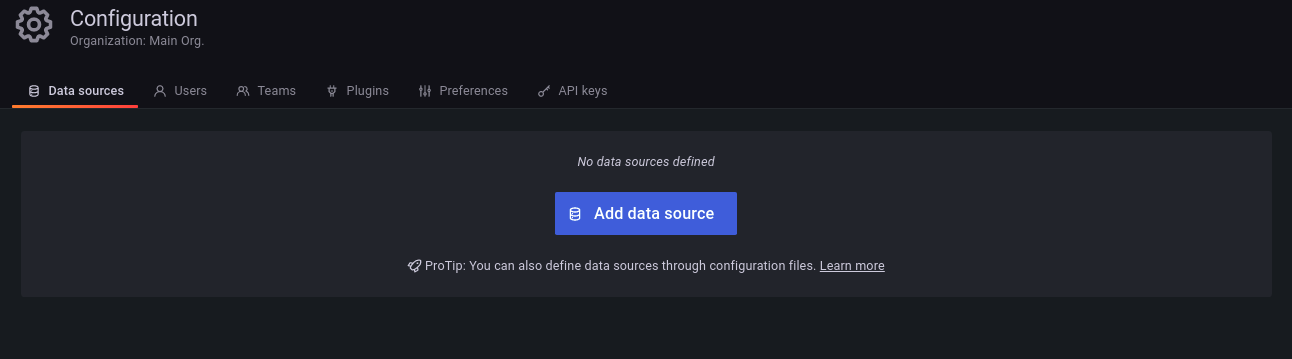 Configuration
Organization: Main Org.
Data sources Users Teams Plugins Preferences API keys
No data sources defined
Add data source
ProTip: You can also define data sources through configuration files. Learn more